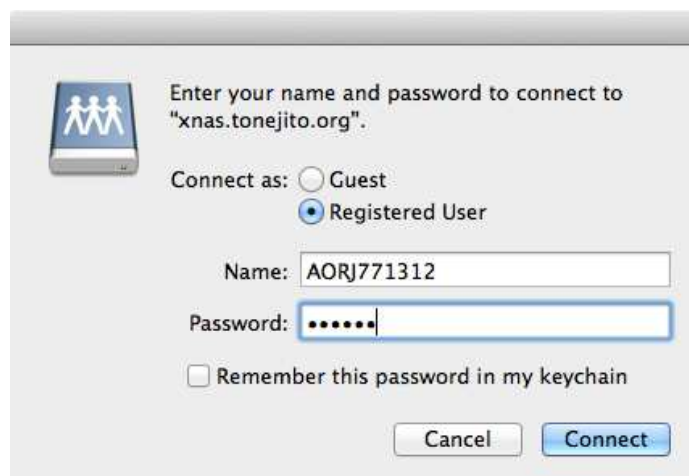 Enter your name and password to connect to
“xnas.tonejito.org”.
Connect as: Guest
Registered User
Name: AORJ771312
Password: ••••••
Remember this password in my keychain
Cancel Connect